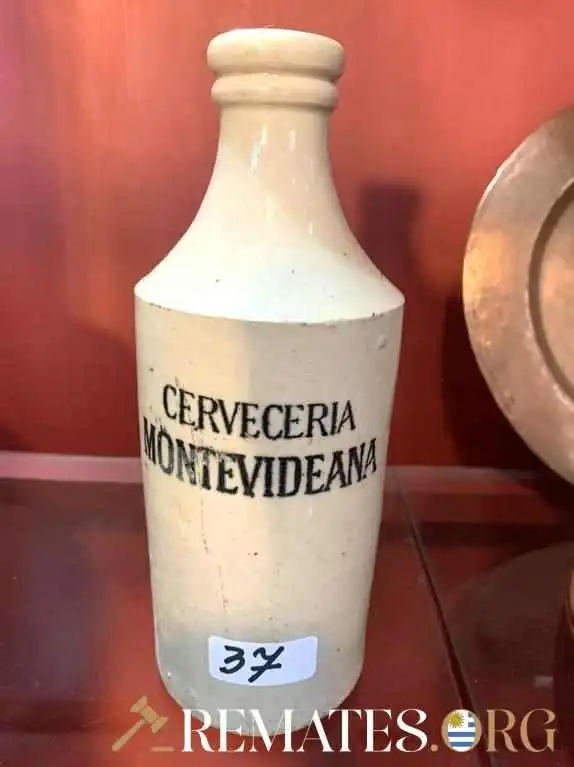 CERVECERIA
MONTEVIDEANA
37
REMATES.ORG